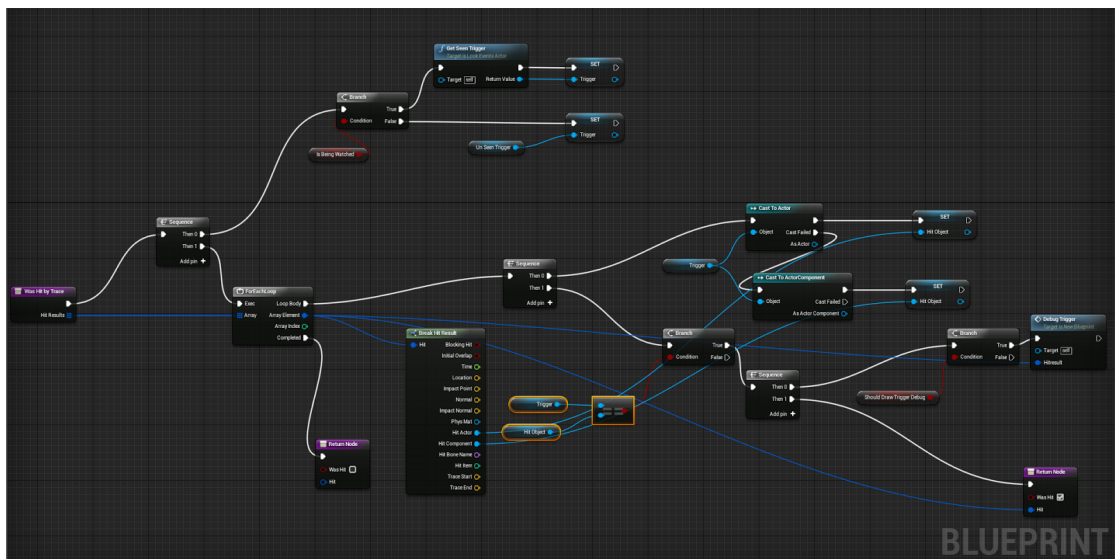 Get Seen Trigger
Target is Look Events Actor
Target self
Return Value
SET
Trigger
Branch
True
Condition
False
SET
Trigger
Un Seen Trigger
Is Being Watched
Sequence
Then 0
Then 1
Add pin +
Cast To Actor
Object
Cast Failed
As Actor
SET
Hit Object
Trigger
Sequence
Then 0
Then 1
Add pin +
Cast To ActorComponent
Object
Cast Failed
As Actor Component
SET
Hit Object
Was Hit by Trace
Hit Results
ForEachLoop
Exec
Loop Body
Array
Array Element
Array Index
Completed
Break Hit Result
Hit
Blocking Hit
Initial Overlap
Time
Location
Impact Point
Normal
Impact Normal
Phys Mat
Hit Actor
Hit Component
Hit Bone Name
Hit Item
Trace Start
Trace End
Trigger
Hit Object
==
Branch
True
Condition
False
Sequence
Then 0
Then 1
Add pin +
Branch
True
Condition
False
Should Draw Trigger Debug
Debug Trigger
Target is New Blueprint
Target self
Hitresult
Return Node
Was Hit
Hit
Return Node
Was Hit
Hit
BLUEPRINT